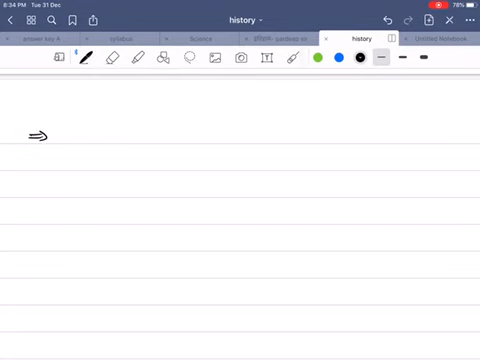 8:34 PM Tue 31 Dec 78%
history
answer key A syllabus Science history Untitled Notebook
⇒